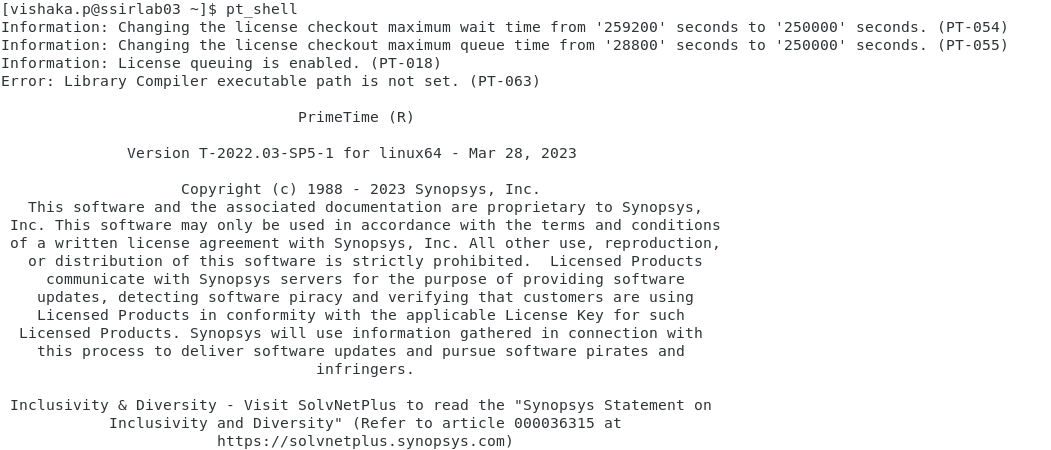 [vishaka.p@ssirlab03 ~]$ pt_shell
Information: Changing the license checkout maximum wait time from '259200' seconds to '250000' seconds. (PT-054)
Information: Changing the license checkout maximum queue time from '28800' seconds to '250000' seconds. (PT-055)
Information: License queuing is enabled. (PT-018)
Error: Library Compiler executable path is not set. (PT-063)
PrimeTime (R)
Version T-2022.03-SP5-1 for linux64 - Mar 28, 2023
Copyright (c) 1988 - 2023 Synopsys, Inc.
This software and the associated documentation are proprietary to Synopsys,
Inc. This software may only be used in accordance with the terms and conditions
of a written license agreement with Synopsys, Inc. All other use, reproduction,
or distribution of this software is strictly prohibited.  Licensed Products
communicate with Synopsys servers for the purpose of providing software
updates, detecting software piracy and verifying that customers are using
Licensed Products in conformity with the applicable License Key for such
Licensed Products. Synopsys will use information gathered in connection with
this process to deliver software updates and pursue software pirates and
infringers.
Inclusivity & Diversity - Visit SolvNetPlus to read the "Synopsys Statement on
Inclusivity and Diversity" (Refer to article 000036315 at
https://solvnetplus.synopsys.com)